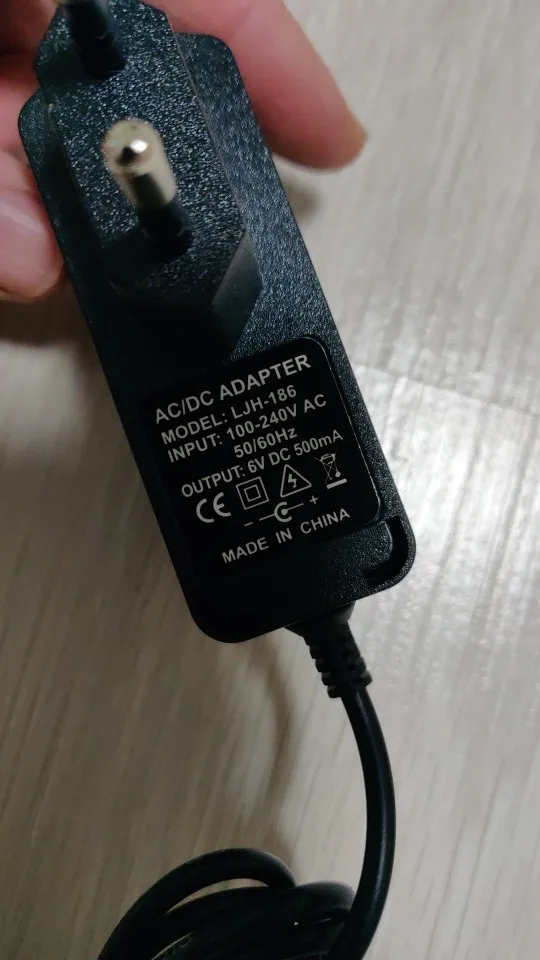 AC/DC ADAPTER
MODEL: LJH-186
INPUT: 100-240V AC
50/60Hz
OUTPUT: 6V DC 500mA
CE
- +
MADE IN CHINA